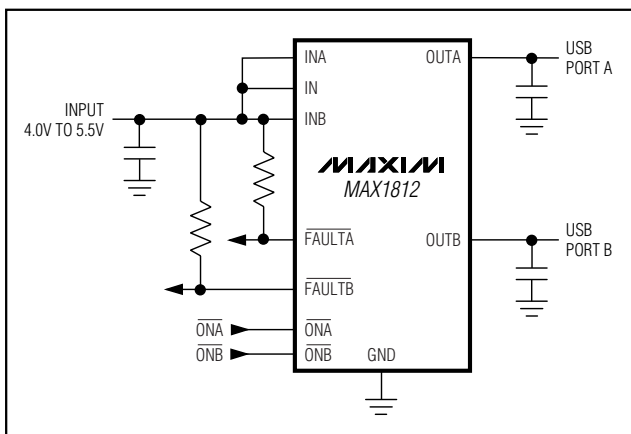 INA
OUTA
USB
PORT A
IN
INPUT
4.0V TO 5.5V
INB
MAXIM
MAX1812
FAULTA
OUTB
USB
PORT B
FAULTB
ONA
ONA
ONB
ONB
GND